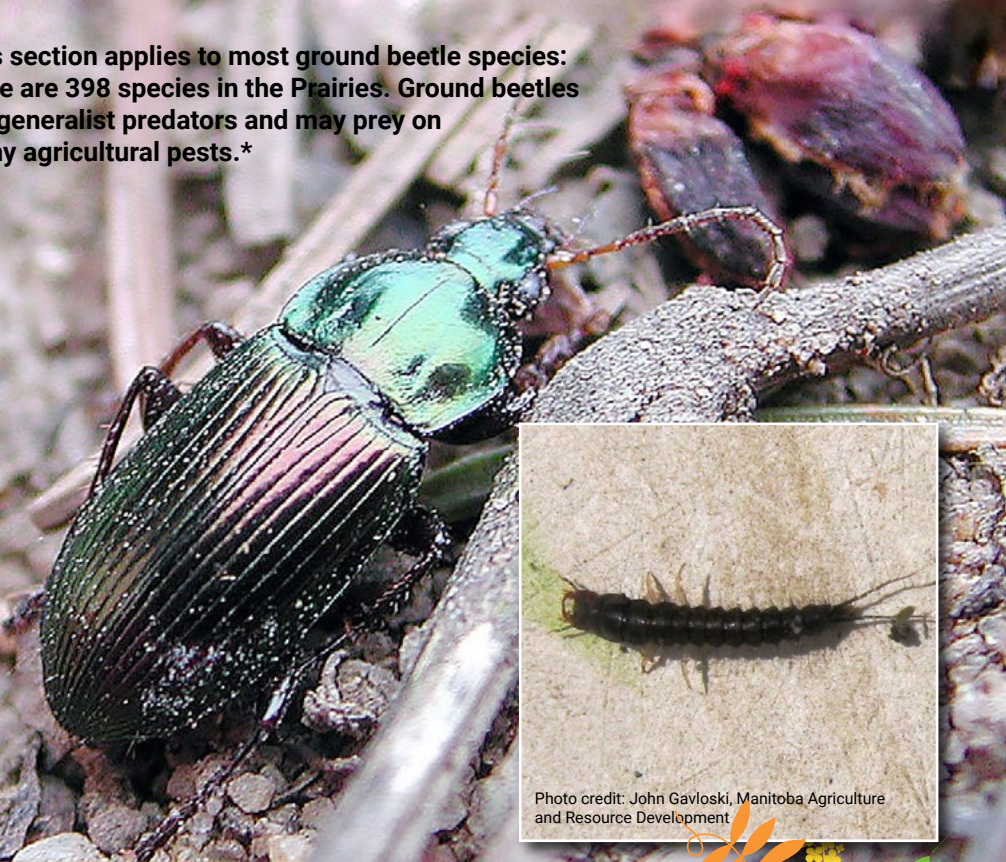 s section applies to most ground beetle species:
e are 398 species in the Prairies. Ground beetles
generalist predators and may prey on
y agricultural pests.*
Photo credit: John Gavloski, Manitoba Agriculture
and Resource Development